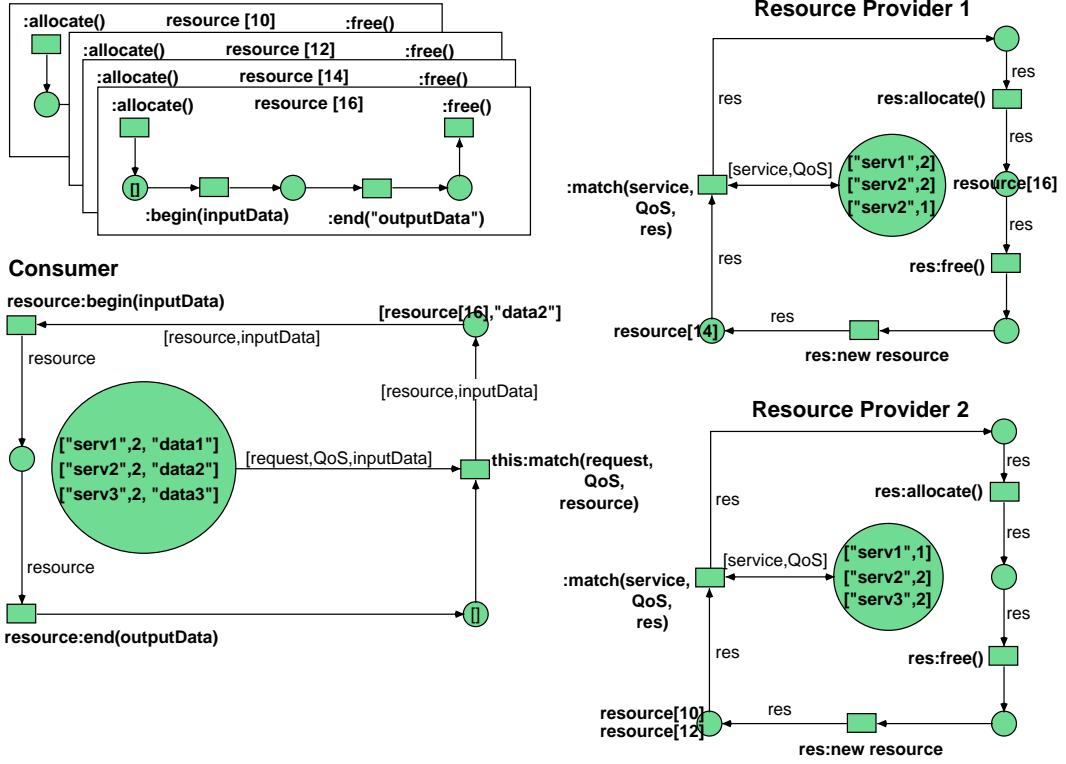 :allocate() resource [10] :free()
:allocate() resource [12] :free()
:allocate() resource [14] :free()
:allocate() resource [16] :free()
[]
:begin(inputData)
:end("outputData")
Consumer
resource:begin(inputData)
[resource[16],"data2"]
[resource,inputData]
resource
[resource,inputData]
["serv1",2, "data1"]
["serv2",2, "data2"]
["serv3",2, "data3"]
[request,QoS,inputData]
this:match(request,
QoS,
resource)
resource
[]
resource:end(outputData)
Resource Provider 1
res
res
res:allocate()
res
[service,QoS]
["serv1",2]
["serv2",2]
["serv2",1]
resource[16]
:match(service,
QoS,
res)
res
res
res:free()
res
resource[14]
res:new resource
Resource Provider 2
res
res
res:allocate()
res
[service,QoS]
["serv1",1]
["serv2",2]
["serv3",2]
:match(service,
QoS,
res)
res
res
res:free()
res
resource[10]
resource[12]
res:new resource